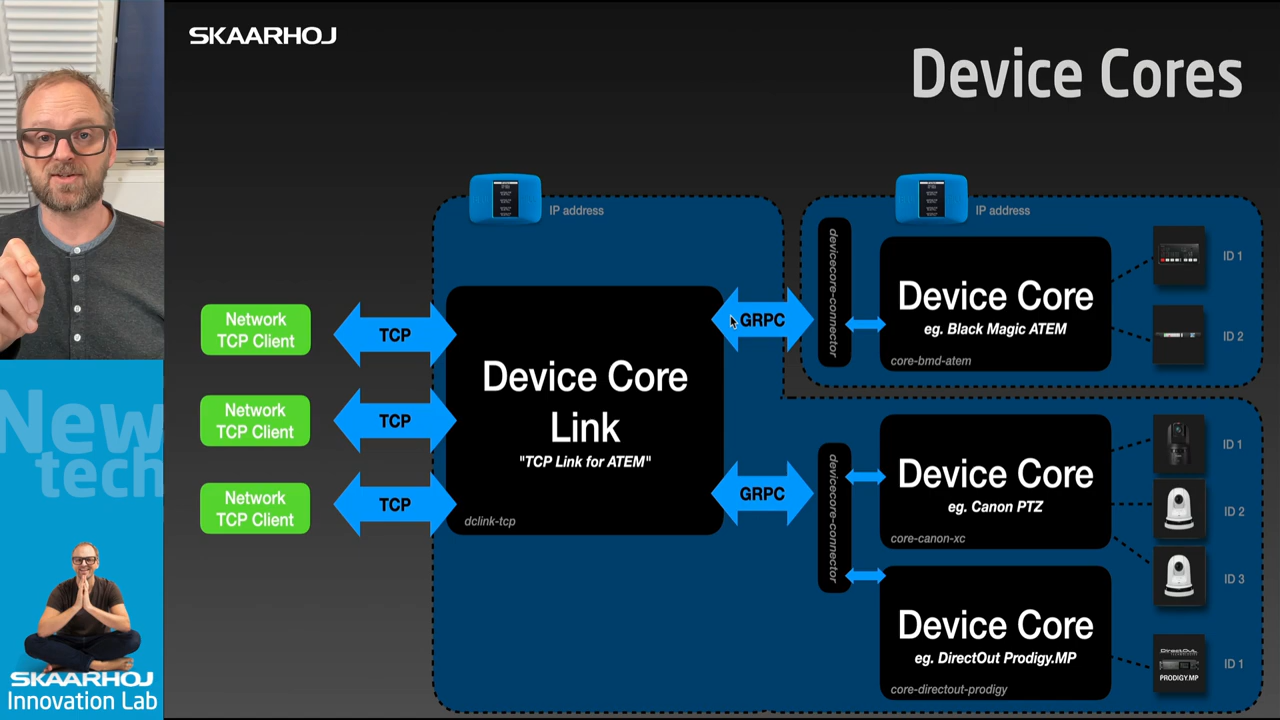 SKAARHOJ
Device Cores
IP address
IP address
Network
TCP Client
Network
TCP Client
Network
TCP Client
TCP
TCP
TCP
Device Core
Link
"TCP Link for ATEM"
dclink-tcp
GRPC
GRPC
devicecore-connector
devicecore-connector
Device Core
eg. Black Magic ATEM
core-bmd-atem
ID 1
ID 2
Device Core
eg. Canon PTZ
core-canon-xc
ID 1
ID 2
ID 3
Device Core
eg. DirectOut Prodigy.MP
core-directout-prodigy
DirectOut
PRODIGY.MP
ID 1
New
tech
SKAARHOJ
Innovation Lab